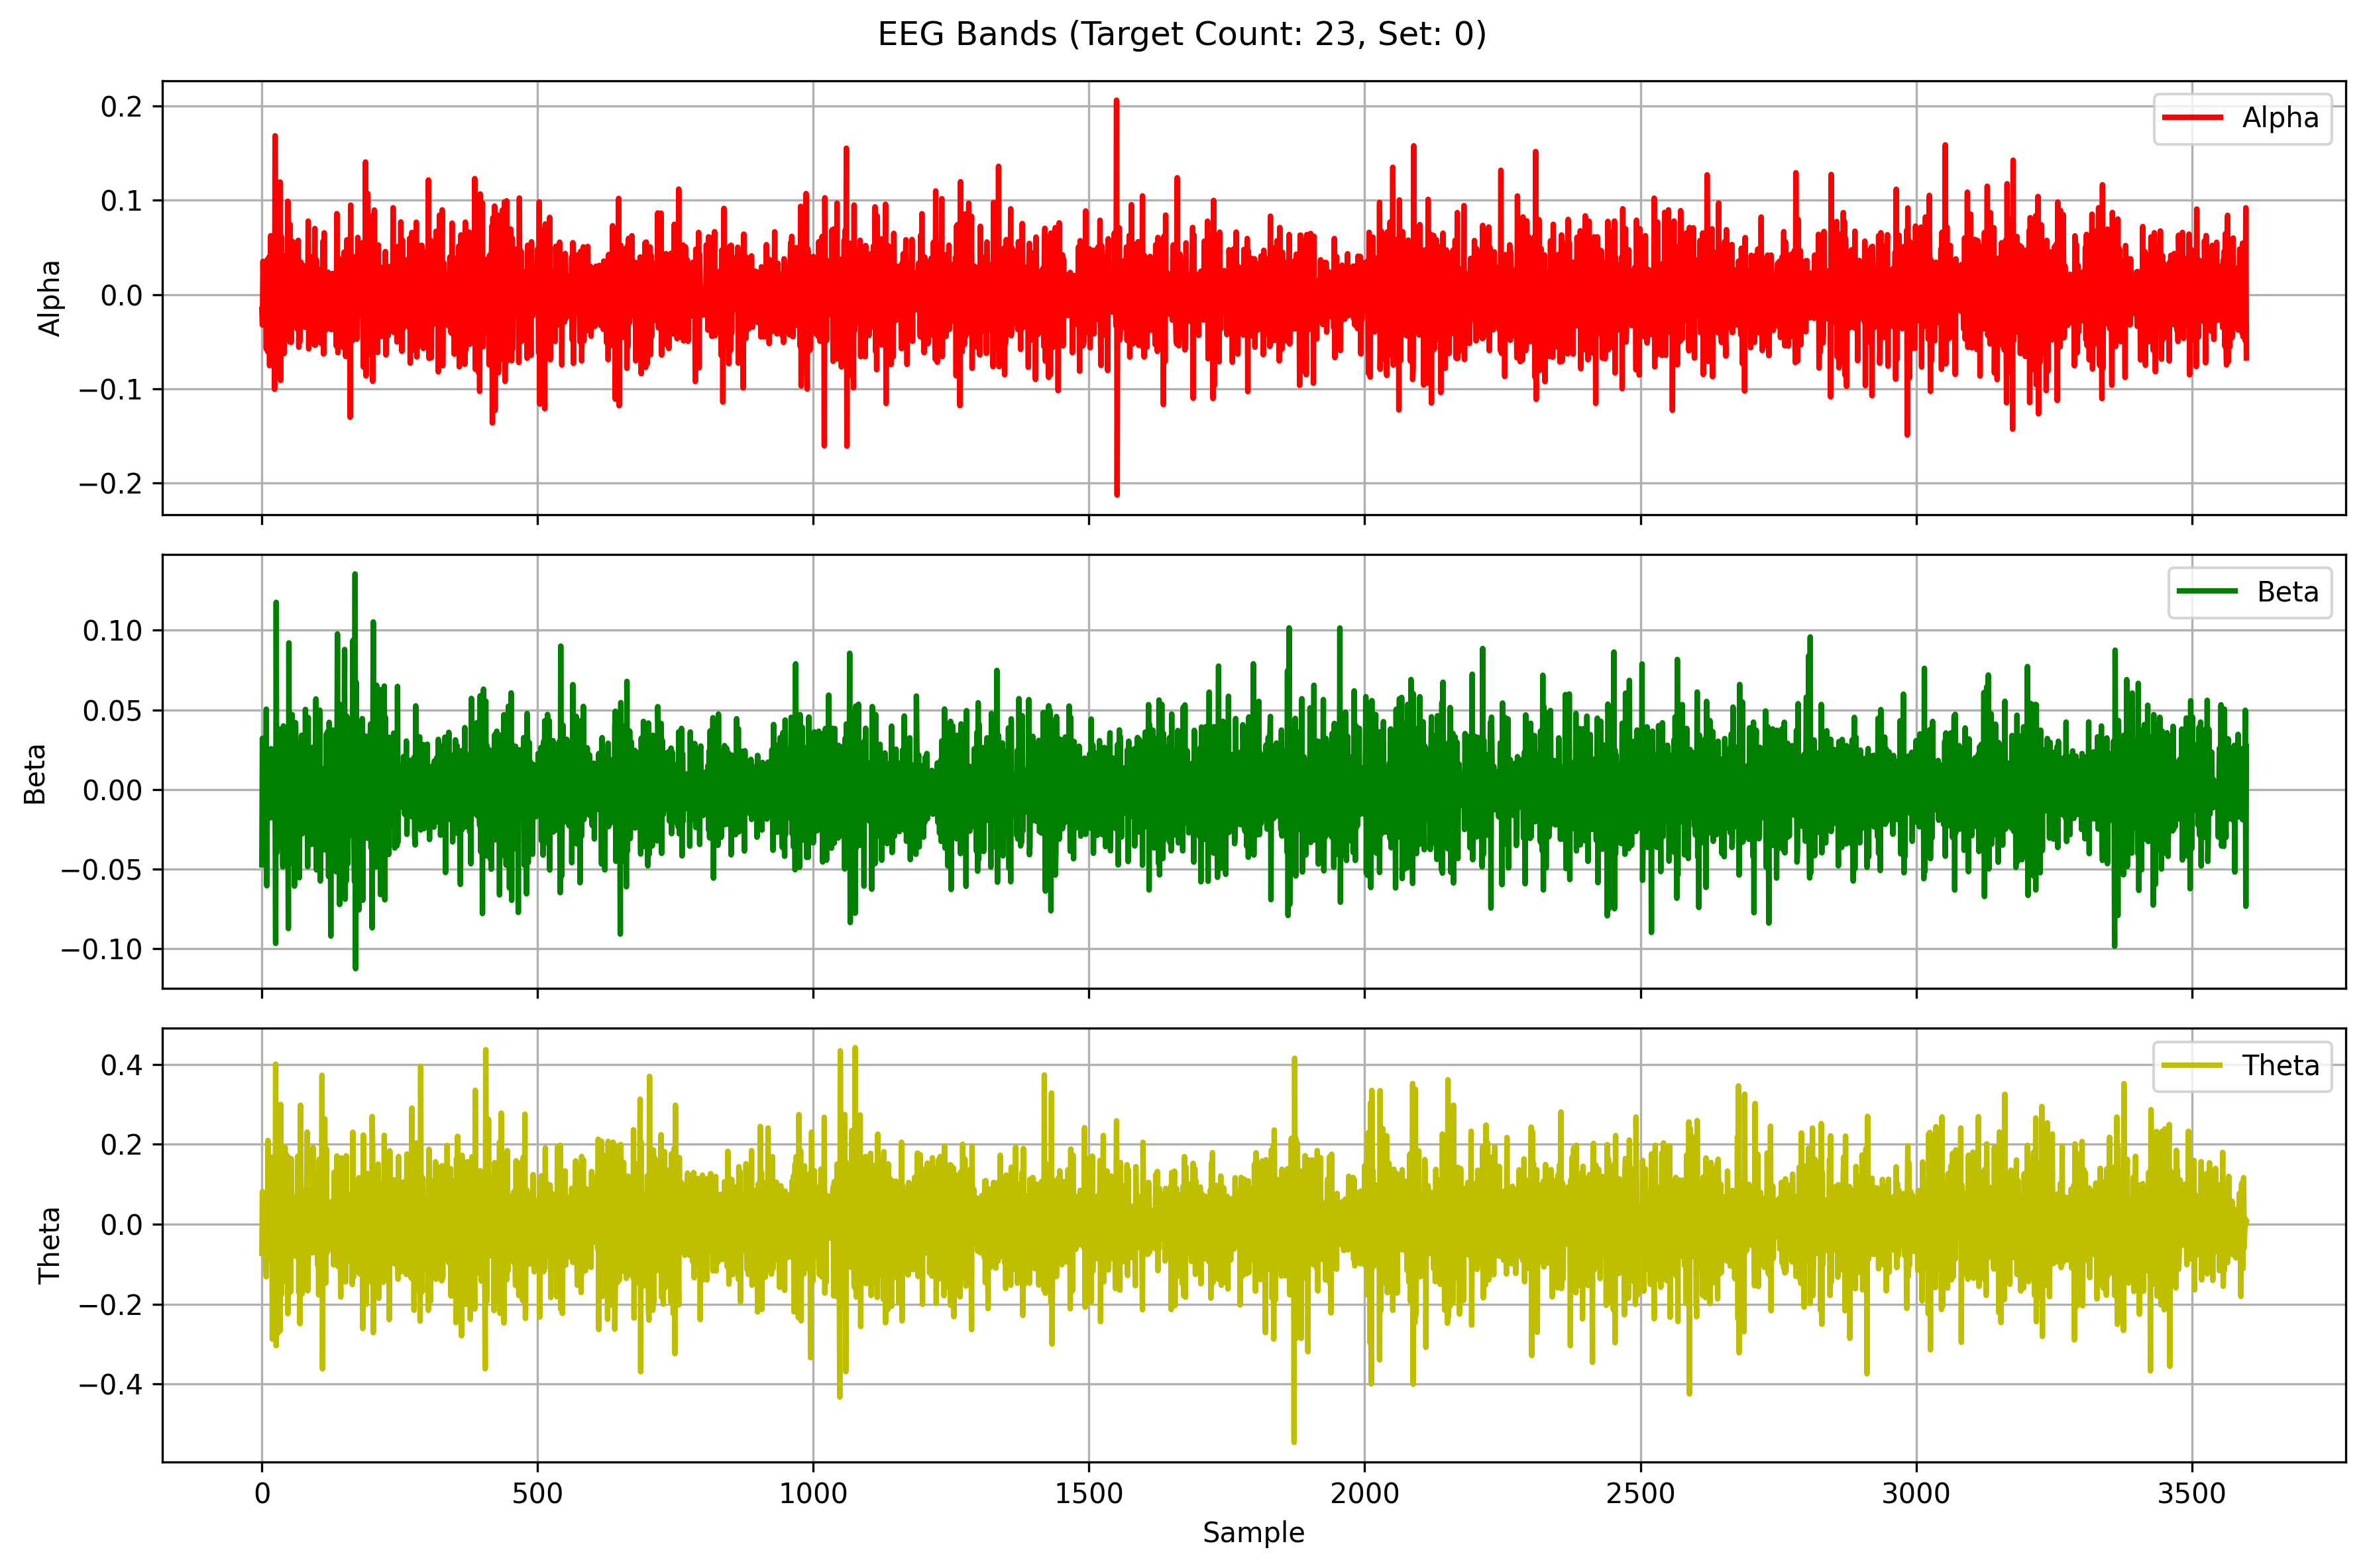 EEG Bands (Target Count: 23, Set: 0)
0.2
0.1
0.0
−0.1
−0.2
Alpha
Alpha
0.10
0.05
0.00
−0.05
−0.10
Beta
Beta
0.4
0.2
0.0
−0.2
−0.4
Theta
Theta
0 500 1000 1500 2000 2500 3000 3500
Sample